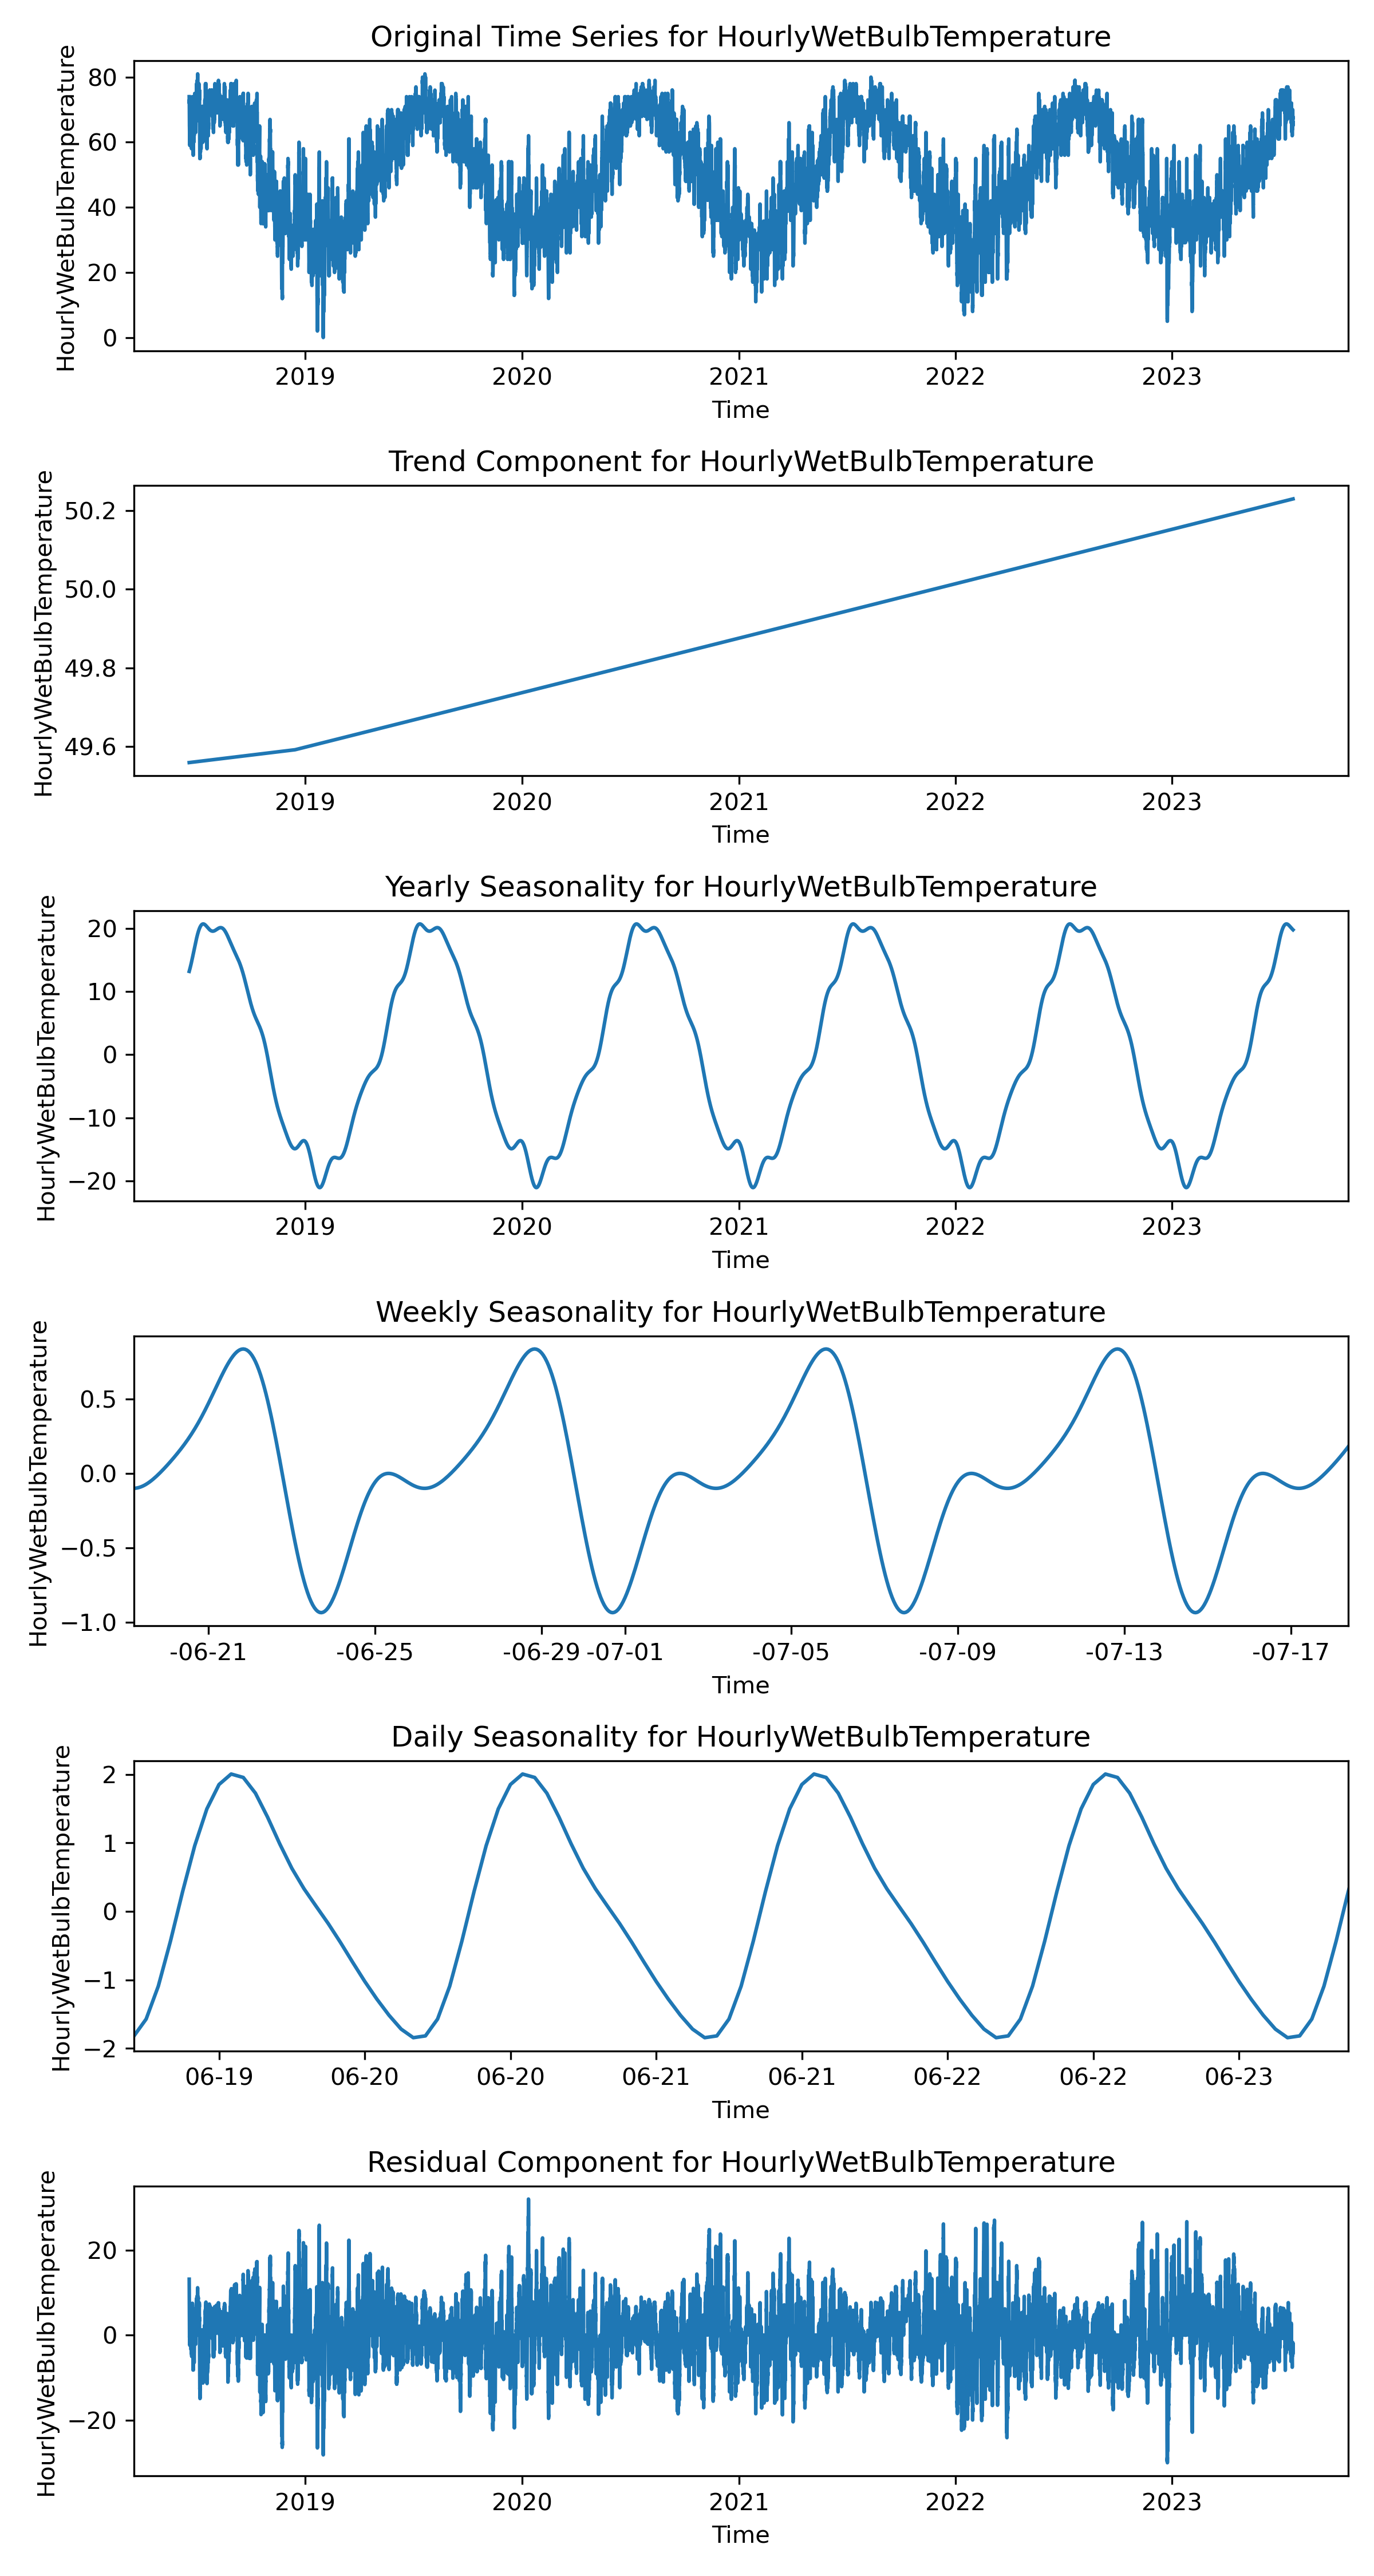 Original Time Series for HourlyWetBulbTemperature
HourlyWetBulbTemperature
80
60
40
20
0
2019 2020 2021 2022 2023
Time
Trend Component for HourlyWetBulbTemperature
HourlyWetBulbTemperature
50.2
50.0
49.8
49.6
2019 2020 2021 2022 2023
Time
Yearly Seasonality for HourlyWetBulbTemperature
HourlyWetBulbTemperature
20
10
0
−10
−20
2019 2020 2021 2022 2023
Time
Weekly Seasonality for HourlyWetBulbTemperature
HourlyWetBulbTemperature
0.5
0.0
−0.5
−1.0
-06-21 -06-25 -06-29 -07-01 -07-05 -07-09 -07-13 -07-17
Time
Daily Seasonality for HourlyWetBulbTemperature
HourlyWetBulbTemperature
2
1
0
−1
−2
06-19 06-20 06-20 06-21 06-21 06-22 06-22 06-23
Time
Residual Component for HourlyWetBulbTemperature
HourlyWetBulbTemperature
20
0
−20
2019 2020 2021 2022 2023
Time